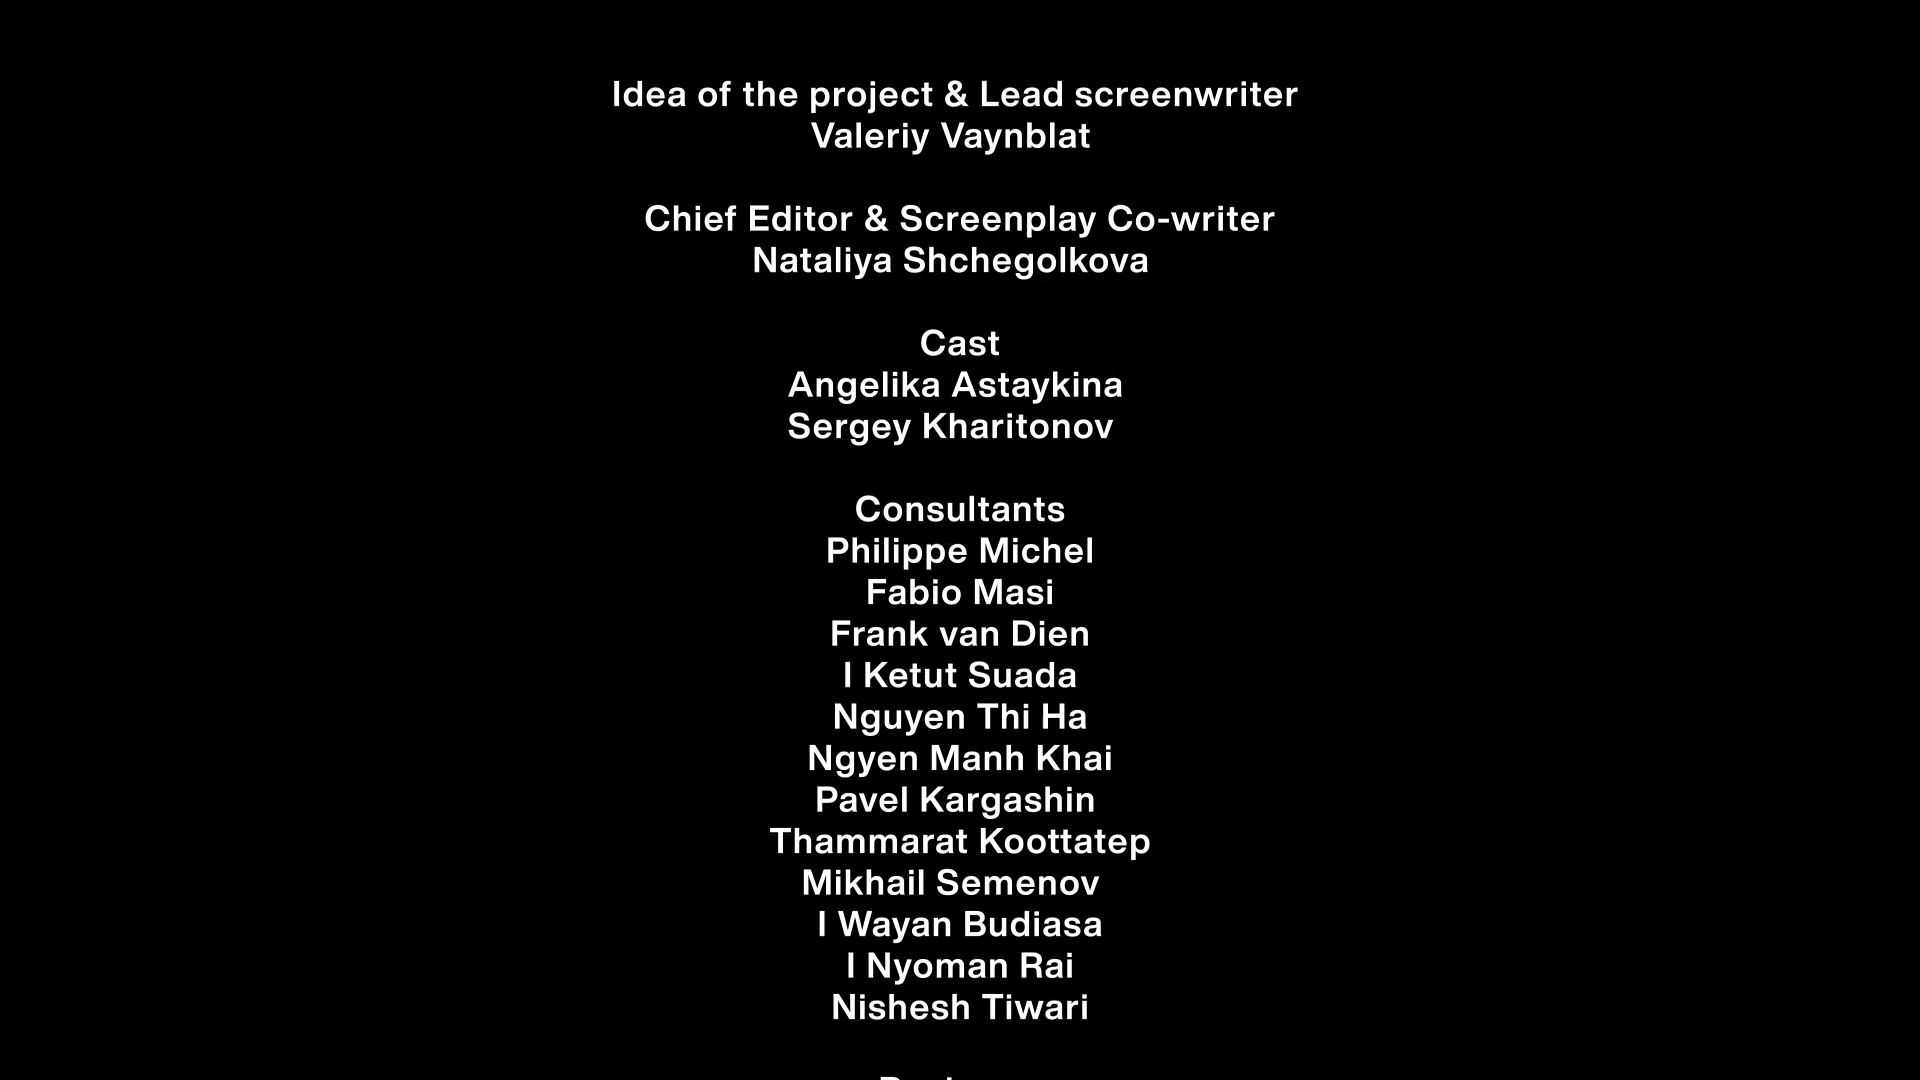 Idea of the project & Lead screenwriter
Valeriy Vaynblat
Chief Editor & Screenplay Co-writer
Nataliya Shchegolkova
Cast
Angelika Astaykina
Sergey Kharitonov
Consultants
Philippe Michel
Fabio Masi
Frank van Dien
I Ketut Suada
Nguyen Thi Ha
Ngyen Manh Khai
Pavel Kargashin
Thammarat Koottatep
Mikhail Semenov
I Wayan Budiasa
I Nyoman Rai
Nishesh Tiwari